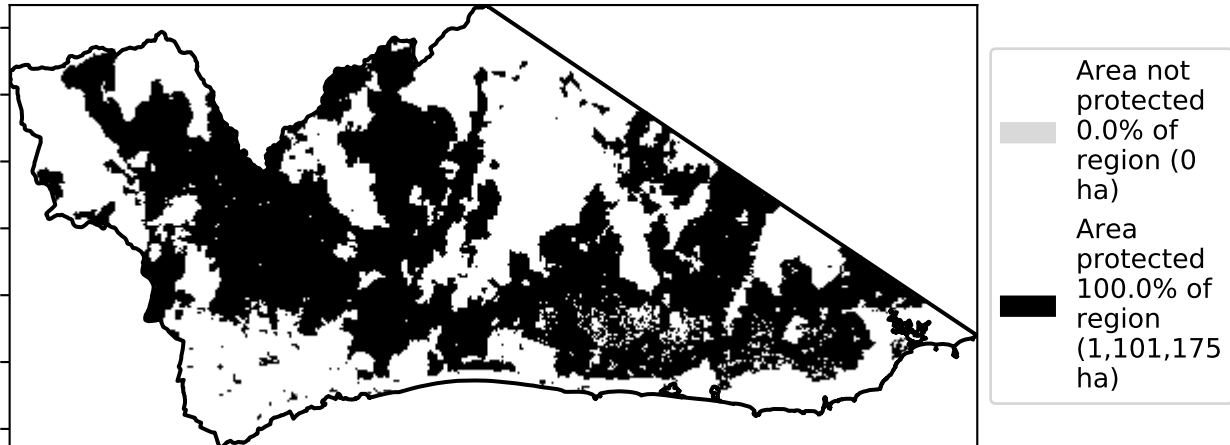 Area not
protected
0.0% of
region (0
ha)
Area
protected
100.0% of
region
(1,101,175
ha)